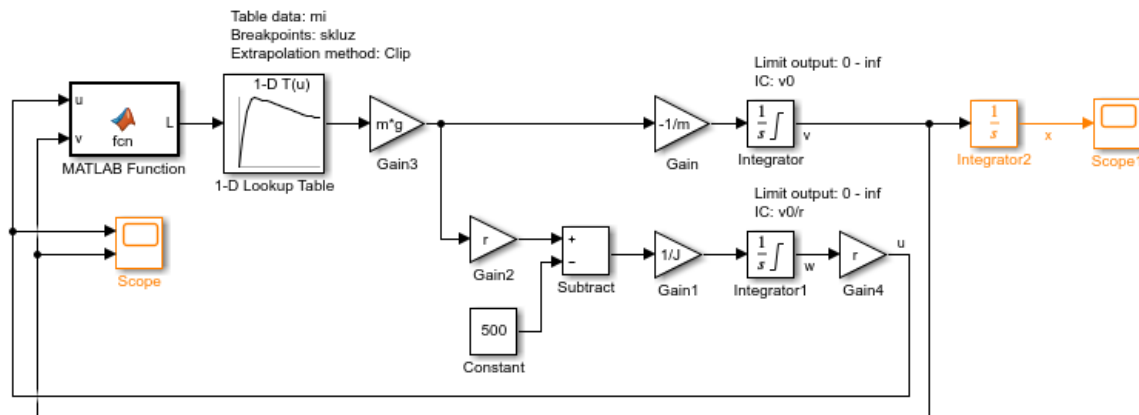 Table data: mi
Breakpoints: skluz
Extrapolation method: Clip
Limit output: 0 - inf
IC: v0
1-D T(u)
u
v
L
fcn
MATLAB Function
1-D Lookup Table
m*g
Gain3
-1/m
Gain
1
s
v
Integrator
1
s
Integrator2
x
Scope1
Limit output: 0 - inf
IC: v0/r
Scope
r
Gain2
+
−
Subtract
1/J
Gain1
1
s
w
Integrator1
r
Gain4
u
500
Constant